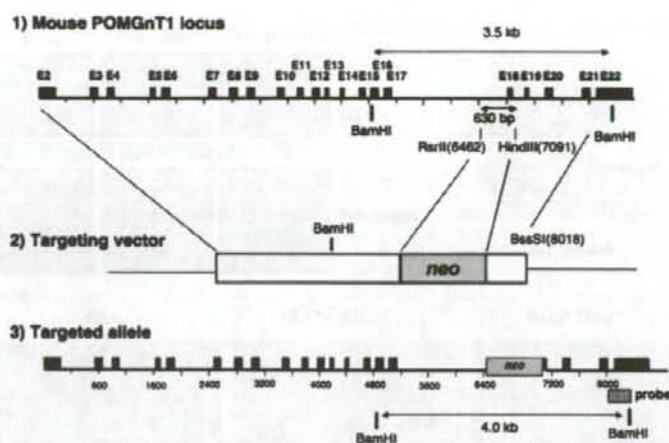 1) Mouse POMGnT1 locus
3.5 kb
E2 E3 E4 E5 E6 E7 E8 E9 E10 E11 E12 E13 E14 E15 E16 E17 E18 E19 E20 E21 E22
630 bp
BamHI BamHI
RsrII(6462) HindIII(7091)
BamHI
BssSI(8018)
2) Targeting vector
neo
3) Targeted allele
neo
800 1600 2400 3200 4000 4800 5600 6400 7200 8000
probe
4.0 kb
BamHI BamHI